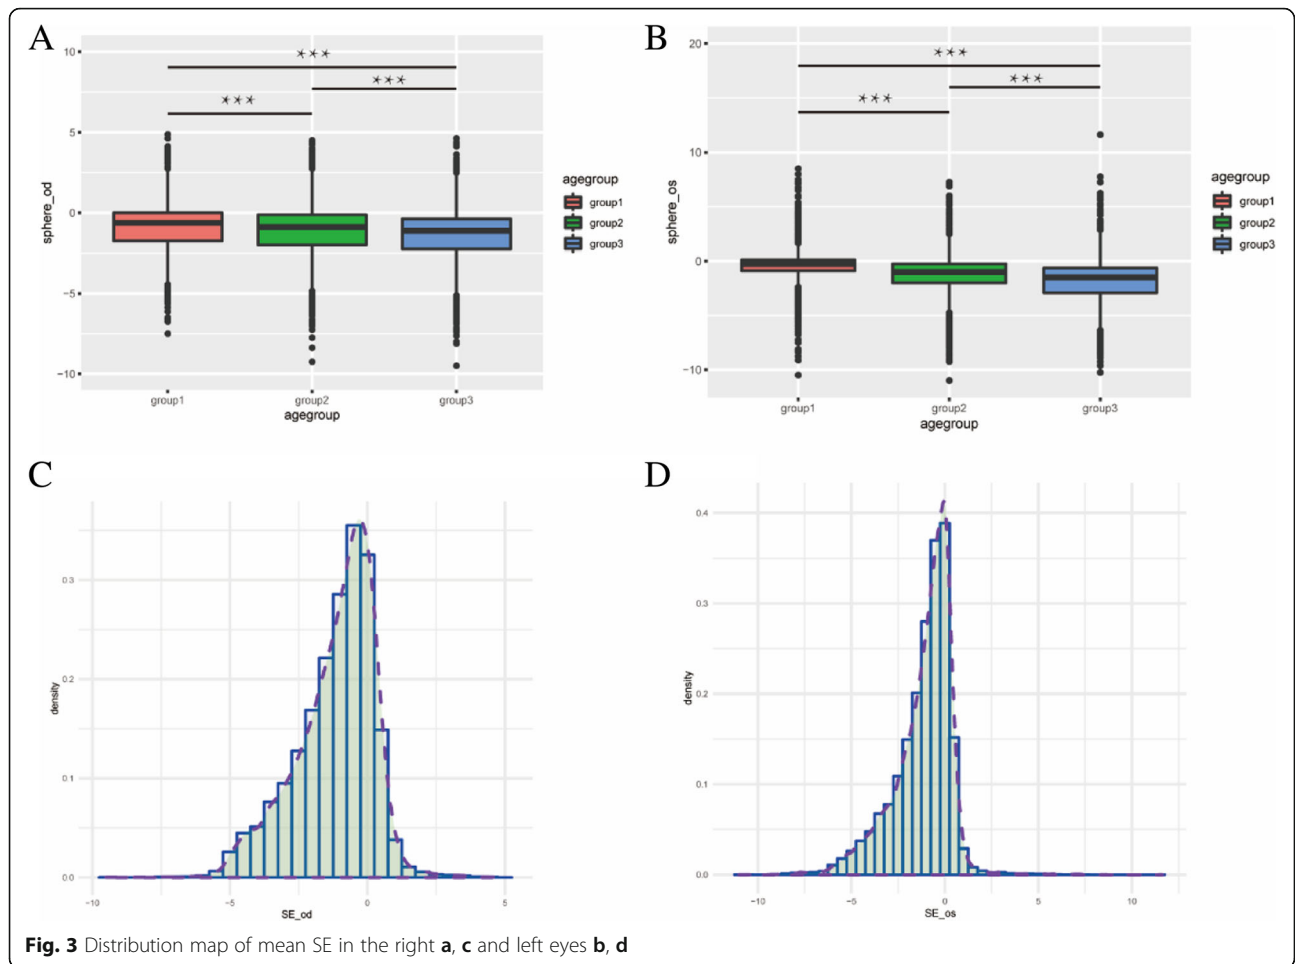 A
10
5
0
−5
−10
sphere_od
***
***
***
group1
group2
group3
agegroup
agegroup
group1
group2
group3
B
20
10
0
−10
sphere_os
***
***
***
group1
group2
group3
agegroup
agegroup
group1
group2
group3
C
0.3
0.2
0.1
0.0
density
−10
−5
0
5
SE_od
D
0.4
0.3
0.2
0.1
0.0
density
−10
−5
0
5
10
SE_os
Fig. 3 Distribution map of mean SE in the right a, c and left eyes b, d